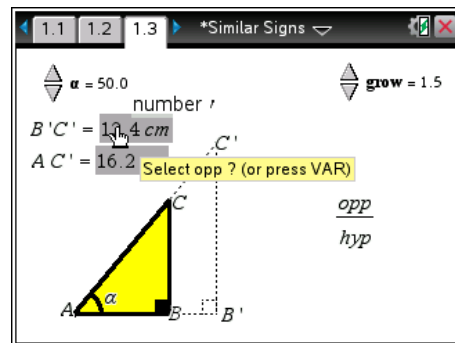 1.1 1.2 1.3 *Similar Signs
α = 50.0 grow = 1.5
number
B'C' = 12.4 cm
A C' = 16.2
Select opp ? (or press VAR)
C'
C
opp
hyp
α
A B B'